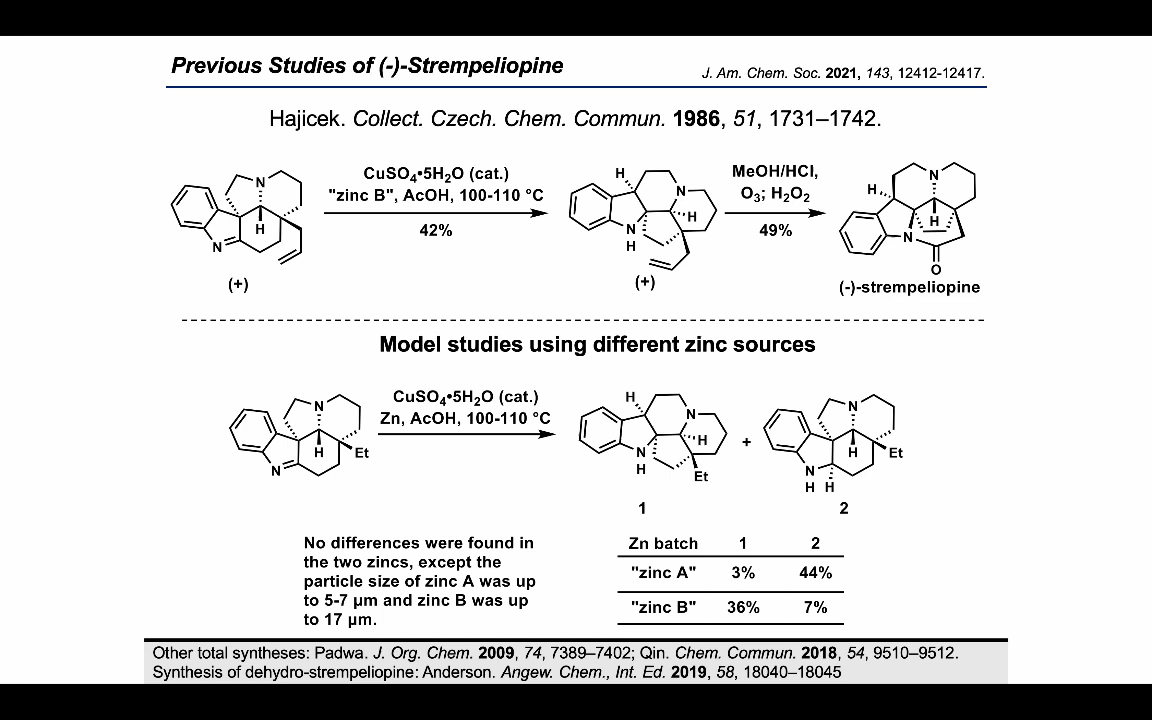 Previous Studies of (-)-Strempeliopine
J. Am. Chem. Soc. 2021, 143, 12412-12417.
Hajicek. Collect. Czech. Chem. Commun. 1986, 51, 1731–1742.
CuSO₄•5H₂O (cat.)
"zinc B", AcOH, 100-110 °C
42%
MeOH/HCl,
O₃; H₂O₂
49%
N
H
N
(+)
H
N
H
N
H
(+)
H
N
H
N
O
(-)-strempeliopine
Model studies using different zinc sources
CuSO₄•5H₂O (cat.)
Zn, AcOH, 100-110 °C
N
H
Et
N
H
N
H
N
H
Et
1
+
N
H
Et
N
H H
2
No differences were found in
the two zincs, except the
particle size of zinc A was up
to 5-7 µm and zinc B was up
to 17 µm.
Zn batch 1 2
"zinc A" 3% 44%
"zinc B" 36% 7%
Other total syntheses: Padwa. J. Org. Chem. 2009, 74, 7389–7402; Qin. Chem. Commun. 2018, 54, 9510–9512.
Synthesis of dehydro-strempeliopine: Anderson. Angew. Chem., Int. Ed. 2019, 58, 18040–18045